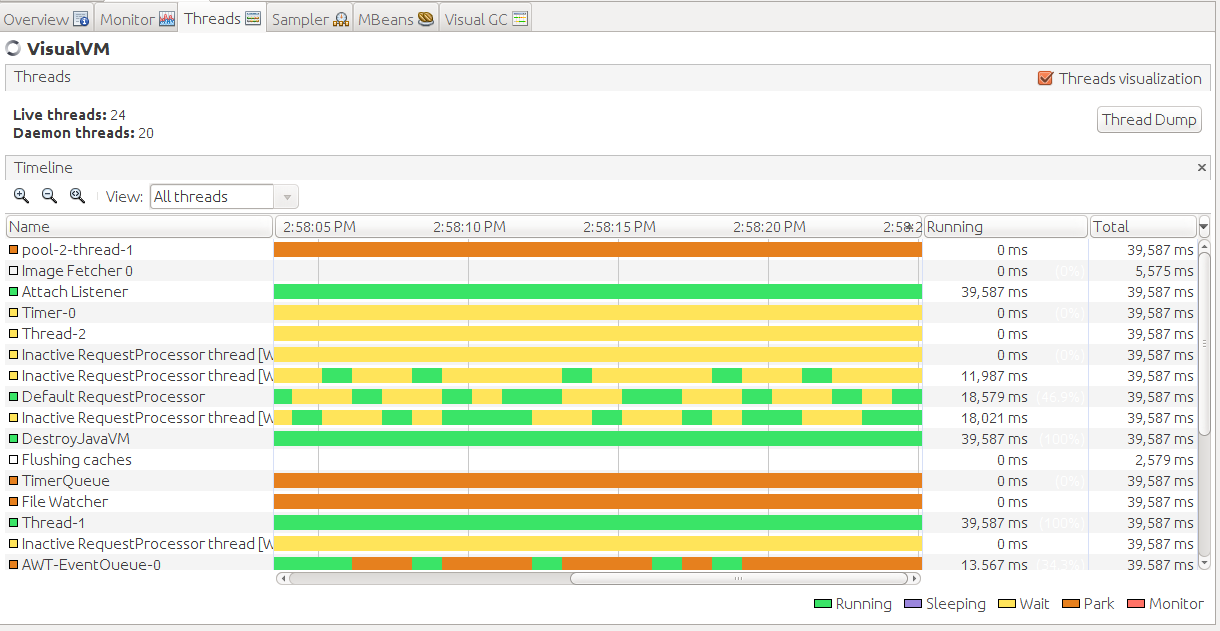 Overview Monitor Threads Sampler MBeans Visual GC
VisualVM
Threads Threads visualization
Live threads: 24
Daemon threads: 20
Thread Dump
Timeline
View: All threads
Name 2:58:05 PM 2:58:10 PM 2:58:15 PM 2:58:20 PM 2:58:2 Running Total
pool-2-thread-1 0 ms 39,587 ms
Image Fetcher 0 0 ms (0%) 5,575 ms
Attach Listener 39,587 ms 39,587 ms
Timer-0 0 ms (0%) 39,587 ms
Thread-2 0 ms 39,587 ms
Inactive RequestProcessor thread [W 0 ms (0%) 39,587 ms
Inactive RequestProcessor thread [W 11,987 ms 39,587 ms
Default RequestProcessor 18,579 ms (46.9%) 39,587 ms
Inactive RequestProcessor thread [W 18,021 ms 39,587 ms
DestroyJavaVM 39,587 ms (100%) 39,587 ms
Flushing caches 0 ms 2,579 ms
TimerQueue 0 ms (0%) 39,587 ms
File Watcher 0 ms 39,587 ms
Thread-1 39,587 ms (100%) 39,587 ms
Inactive RequestProcessor thread [W 0 ms 39,587 ms
AWT-EventQueue-0 13,567 ms (34.3%) 39,587 ms
Running Sleeping Wait Park Monitor